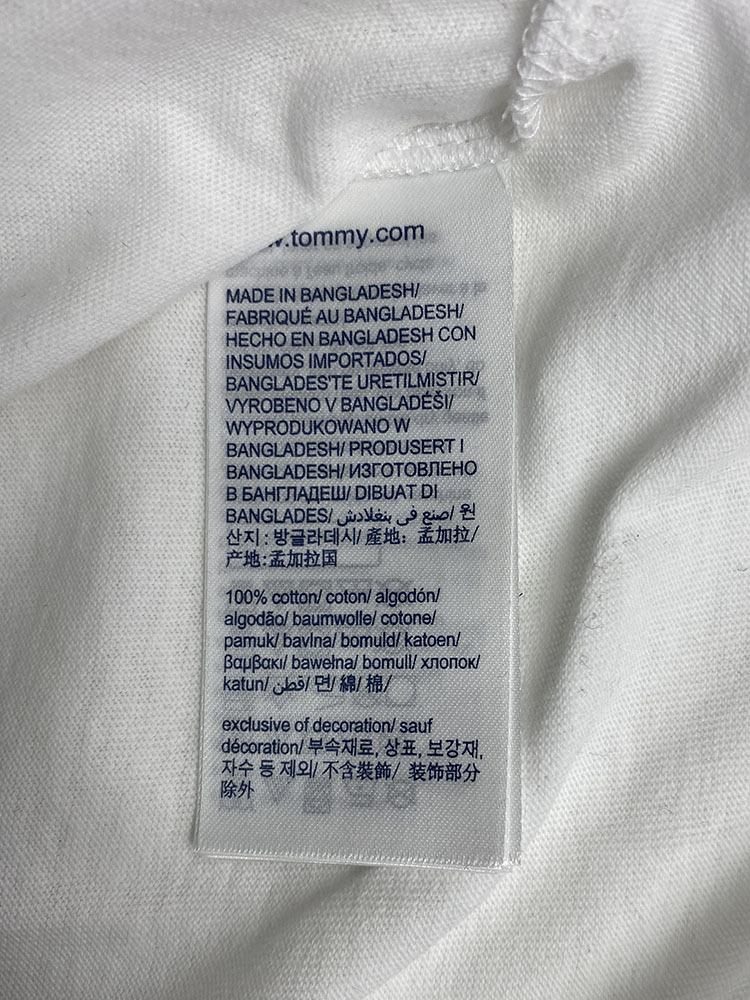 .tommy.com
MADE IN BANGLADESH/
FABRIQUÉ AU BANGLADESH/
HECHO EN BANGLADESH CON
INSUMOS IMPORTADOS/
BANGLADES'TE URETILMISTIR/
VYROBENO V BANGLADÉŠI/
WYPRODUKOWANO W
BANGLADESH/ PRODUSERT I
BANGLADESH/ ИЗГОТОВЛЕНО
В БАНГЛАДЕШ/ DIBUAT DI
BANGLADES/ صنع في بنغلادش/ 원
산지 : 방글라데시/ 產地: 孟加拉/
产地:孟加拉国
100% cotton/ coton/ algodón/
algodão/ baumwolle/ cotone/
pamuk/ bavlna/ bomuld/ katoen/
βαμβακι/ bawełna/ bomull/ хлопок/
katun/ قطن/ 면/ 綿/ 棉/
exclusive of decoration/ sauf
décoration/ 부속재료, 상표, 보강재,
자수 등 제외/ 不含裝飾/ 装饰部分
除外